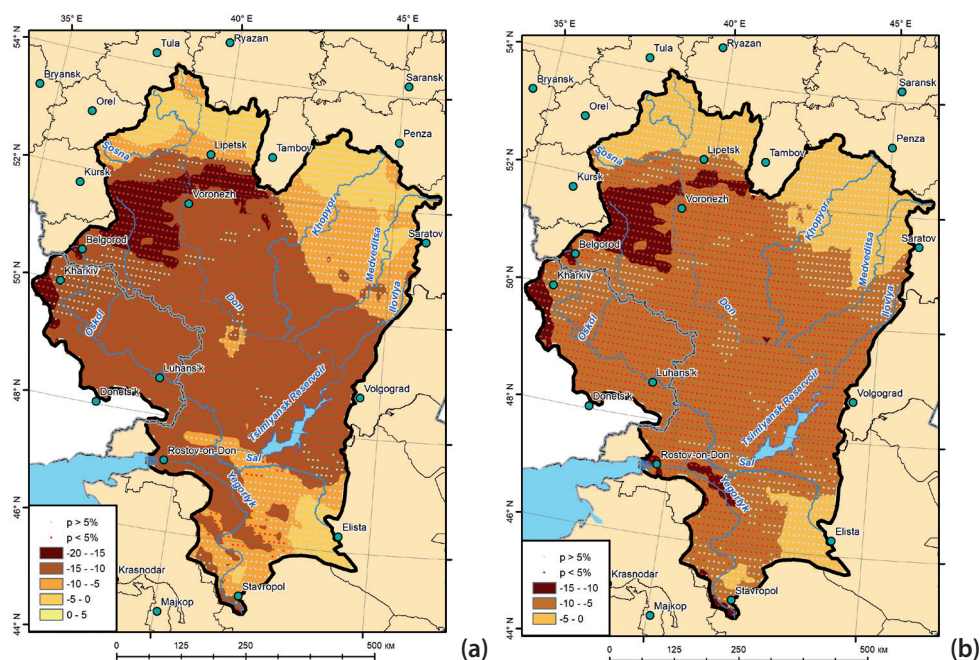 35° E 40° E 45° E
54° N
52° N
50° N
48° N
46° N
44° N
Tula
Ryazan
Bryansk
Saransk
Orel
Penza
Sosna
Lipetsk
Tambov
Kursk
Voronezh
Khopyor
Medveditsa
Saratov
Belgorod
Kharkiv
Ilovlya
Oskol
Don
Luhans'k
Donets'k
Tsimlyansk Reservoir
Volgograd
Sal
Rostov-on-Don
Yegorlyk
Elista
Stavropol
Krasnodar
Majkop
p > 5%
p < 5%
-20 - -15
-15 - -10
-10 - -5
-5 - 0
0 - 5
0 125 250 500 км
(a)
35° E 40° E 45° E
54° N
52° N
50° N
48° N
46° N
44° N
Tula
Ryazan
Bryansk
Saransk
Orel
Penza
Sosna
Lipetsk
Tambov
Kursk
Voronezh
Khopyor
Medveditsa
Saratov
Belgorod
Kharkiv
Ilovlya
Oskol
Don
Luhans'k
Donets'k
Tsimlyansk Reservoir
Volgograd
Sal
Rostov-on-Don
Yegorlyk
Elista
Stavropol
Krasnodar
Majkop
p > 5%
p < 5%
-15 - -10
-10 - -5
-5 - 0
0 125 250 500 км
(b)